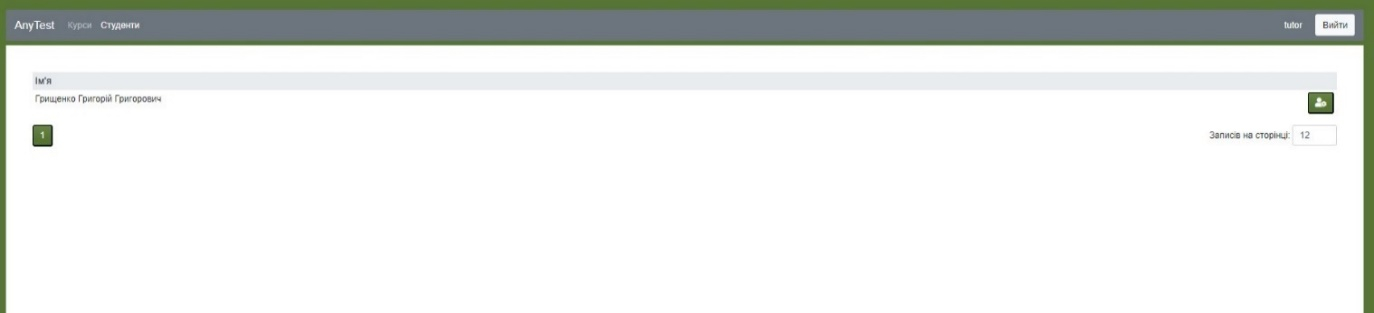 AnyTest Курси Студенти tutor Вийти
Ім'я
Грищенко Григорій Григорович
1 Записів на сторінці: 12